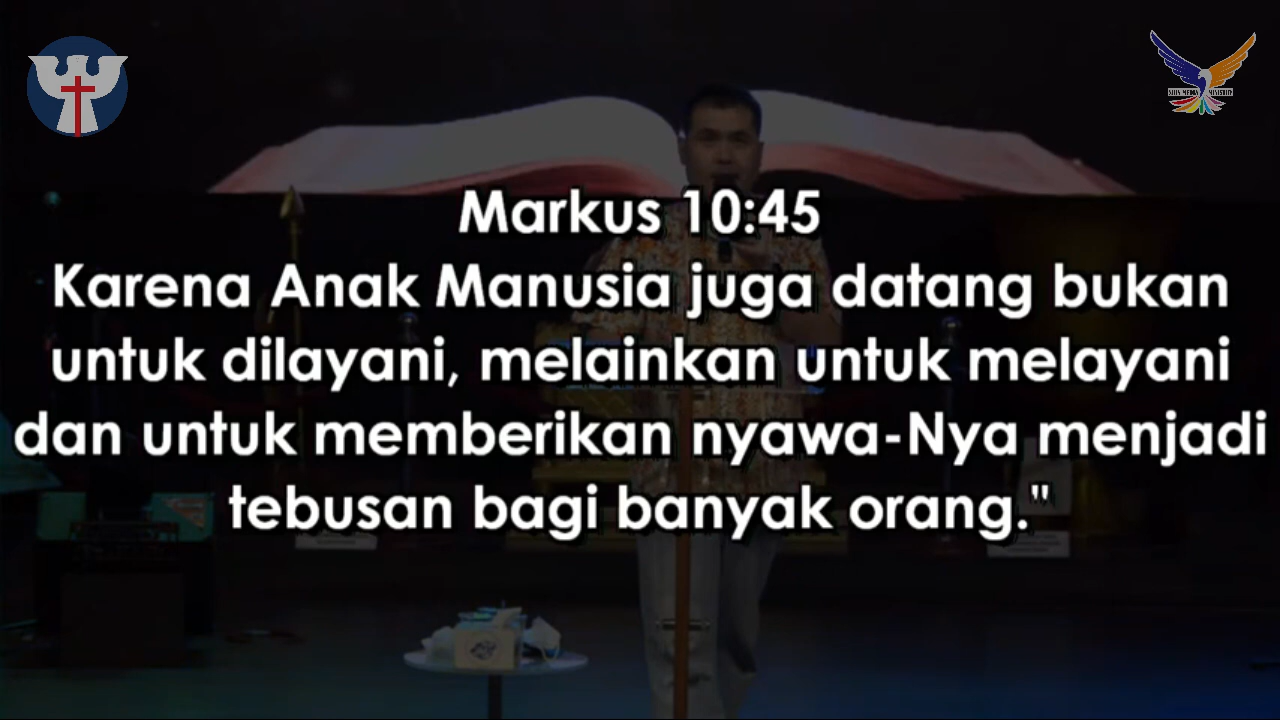 Markus 10:45
Karena Anak Manusia juga datang bukan
untuk dilayani, melainkan untuk melayani
dan untuk memberikan nyawa-Nya menjadi
tebusan bagi banyak orang."